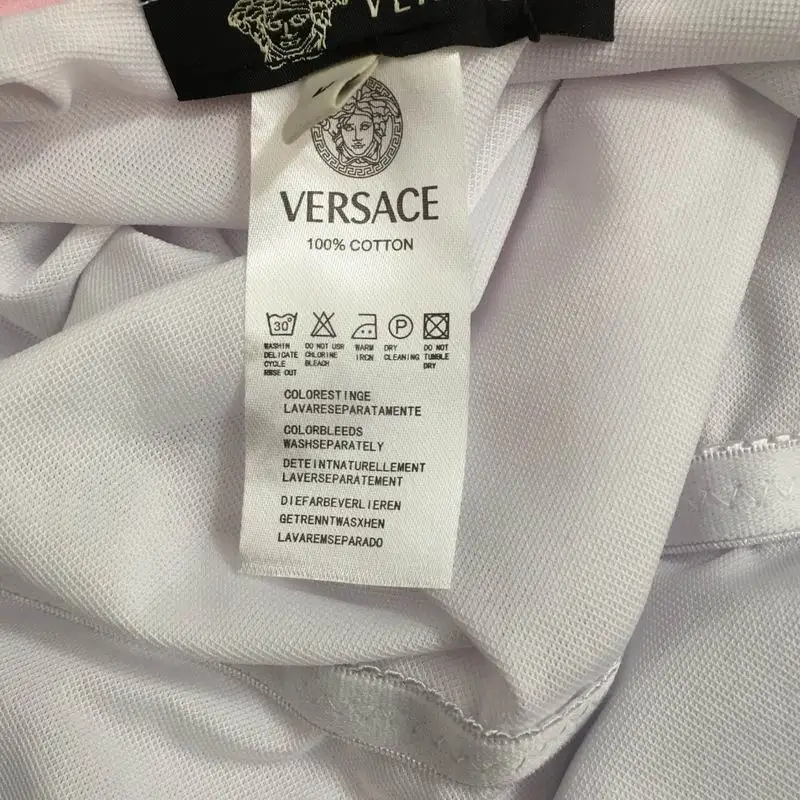 VERSACE
100% COTTON
30°
P
WASHIN DO NOT USR WARM DRY DO NOT
DELICATE CHLORINE IRCN CLEANING TUMBLE
CYCLE BLEACH DRY
RINSE OUT
COLORESTINGE
LAVARESEPARATAMENTE
COLORBLEEDS
WASHSEPARATELY
DETEINTNATURELLEMENT
LAVERSEPARATEMENT
DIEFARBEVERLIEREN
GETRENNTWASXHEN
LAVAREMSEPARADO